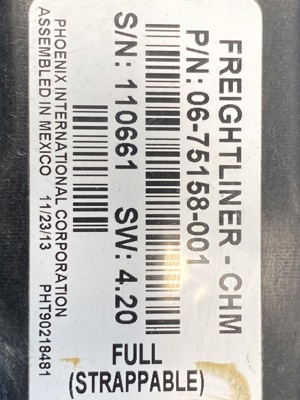 FREIGHTLINER - CHM
P/N: 06-75158-001
S/N: 110661 SW: 4.20
PHOENIX INTERNATIONAL CORPORATION
ASSEMBLED IN MEXICO 11/23/13 PHT90218481
FULL
(STRAPPABLE)